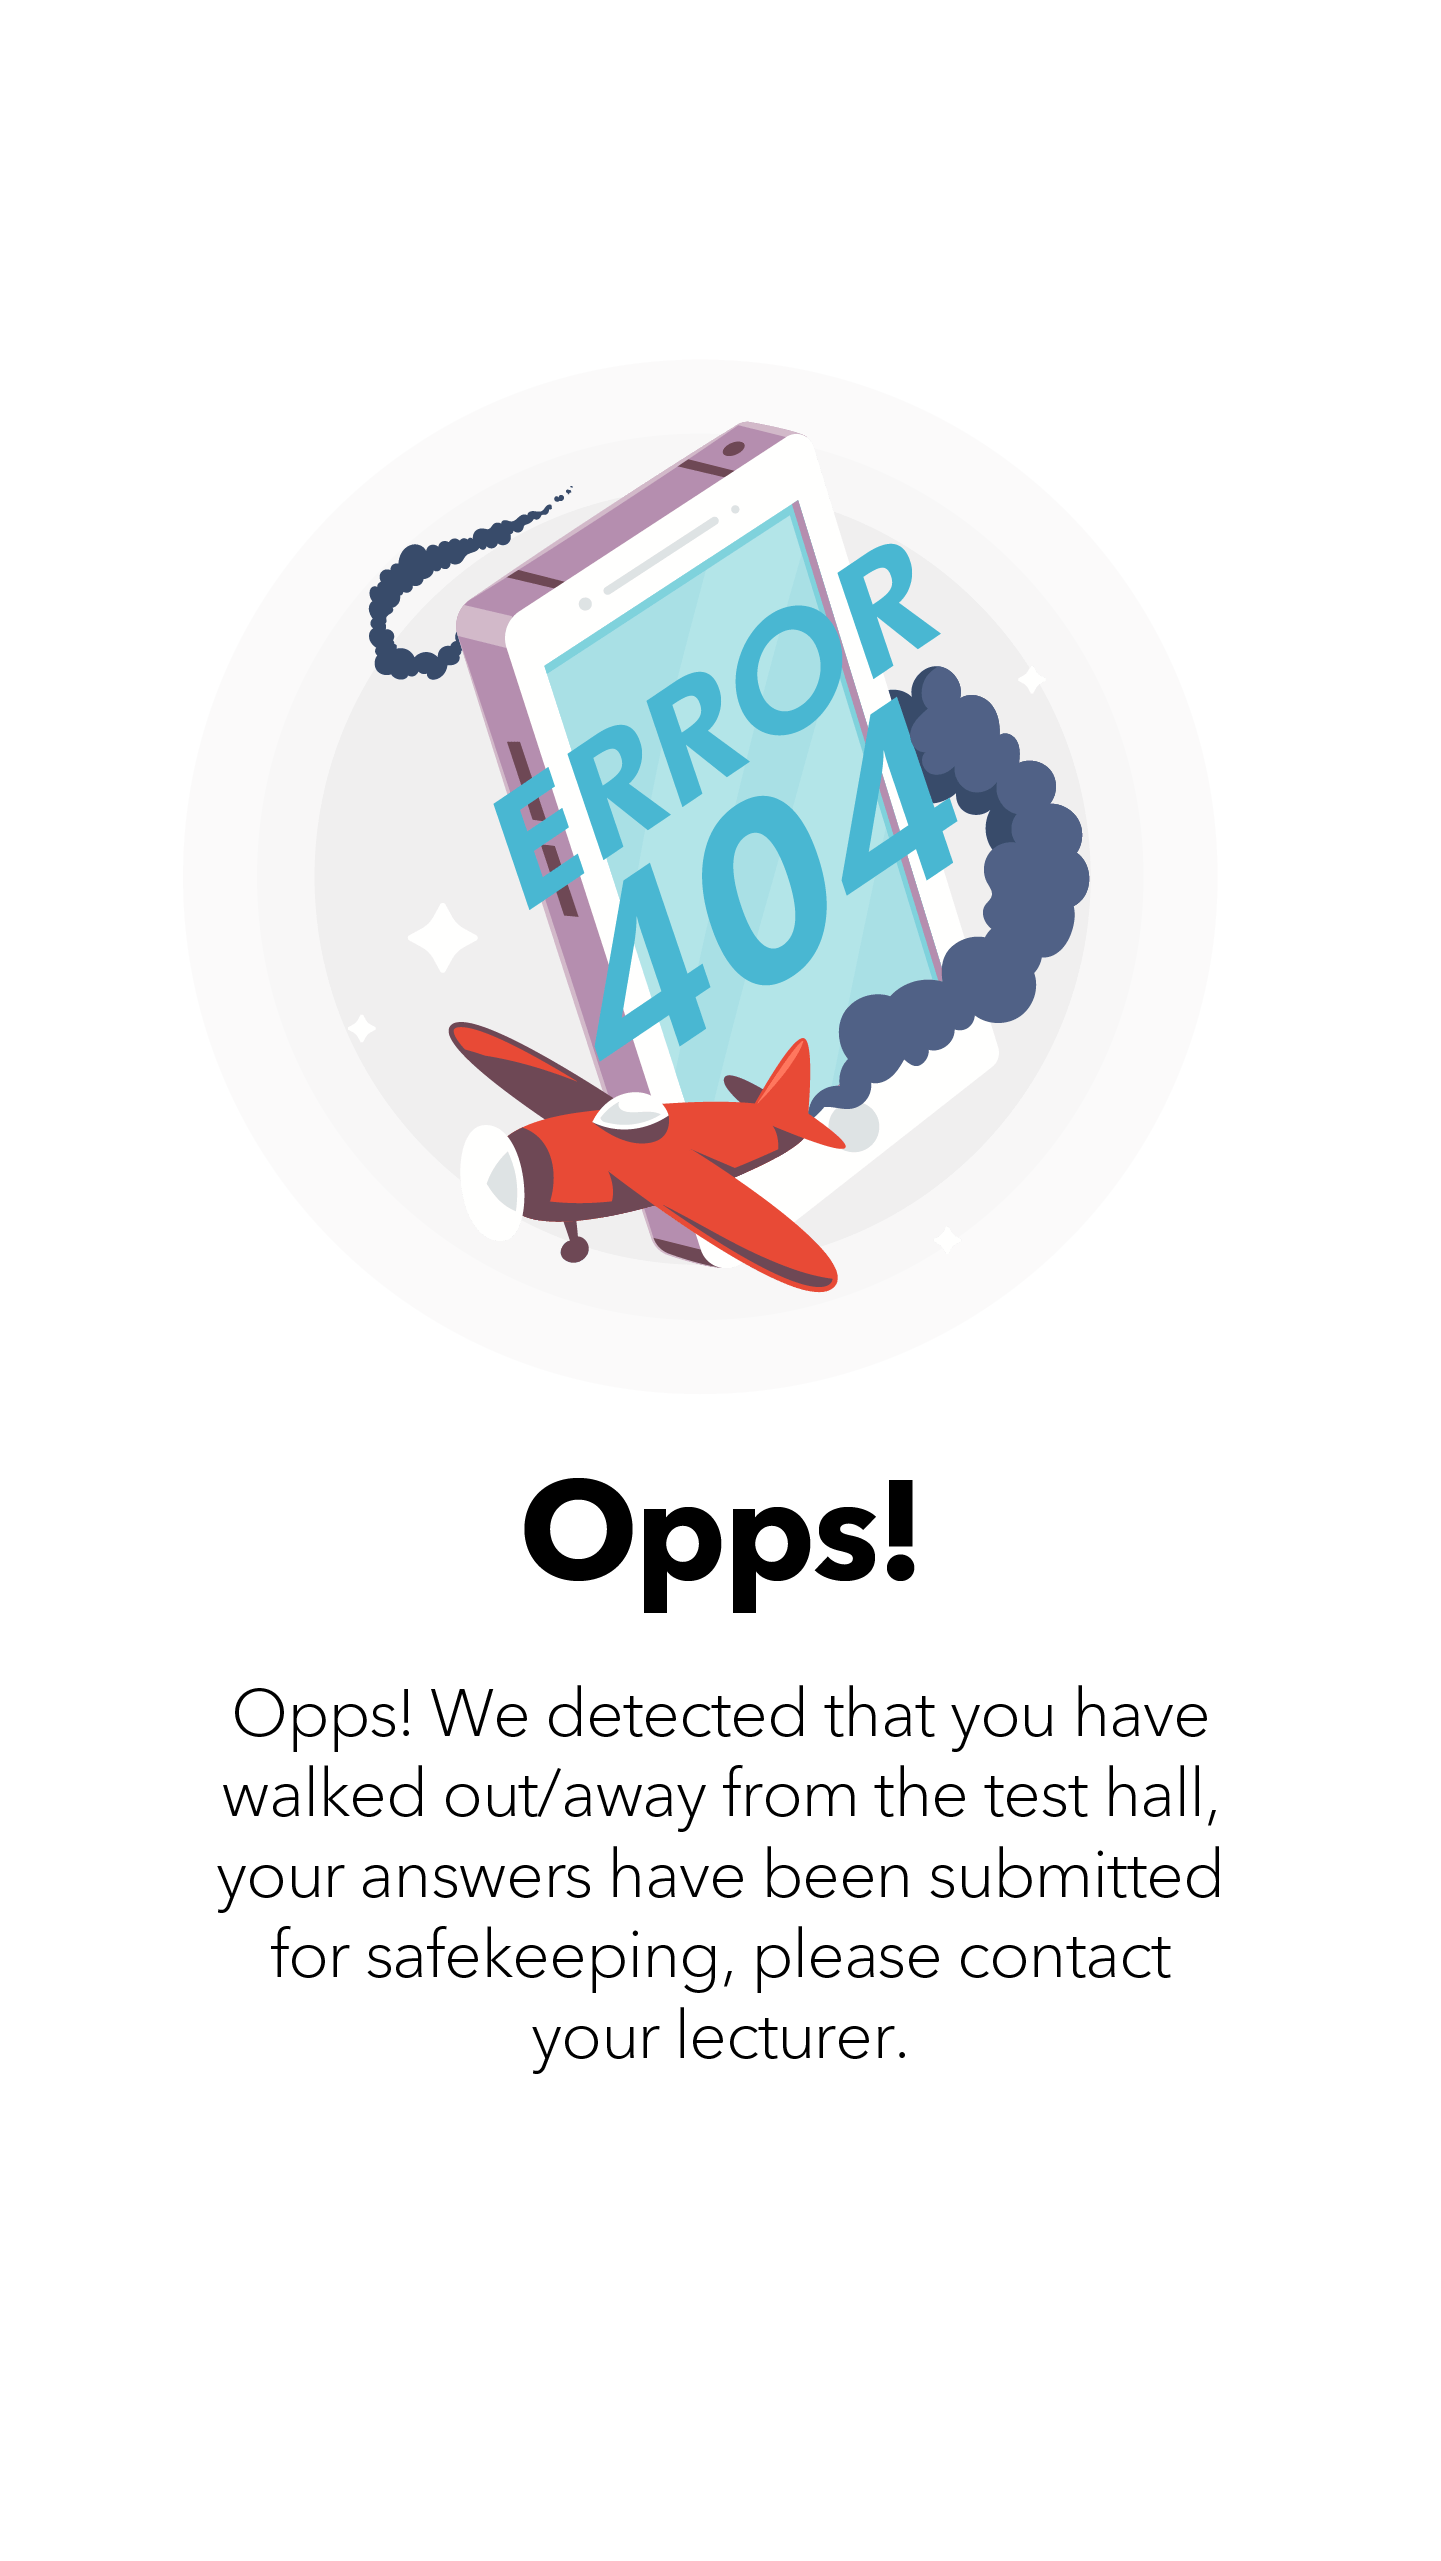 ERROR
404
Opps!
Opps! We detected that you have
walked out/away from the test hall,
your answers have been submitted
for safekeeping, please contact
your lecturer.